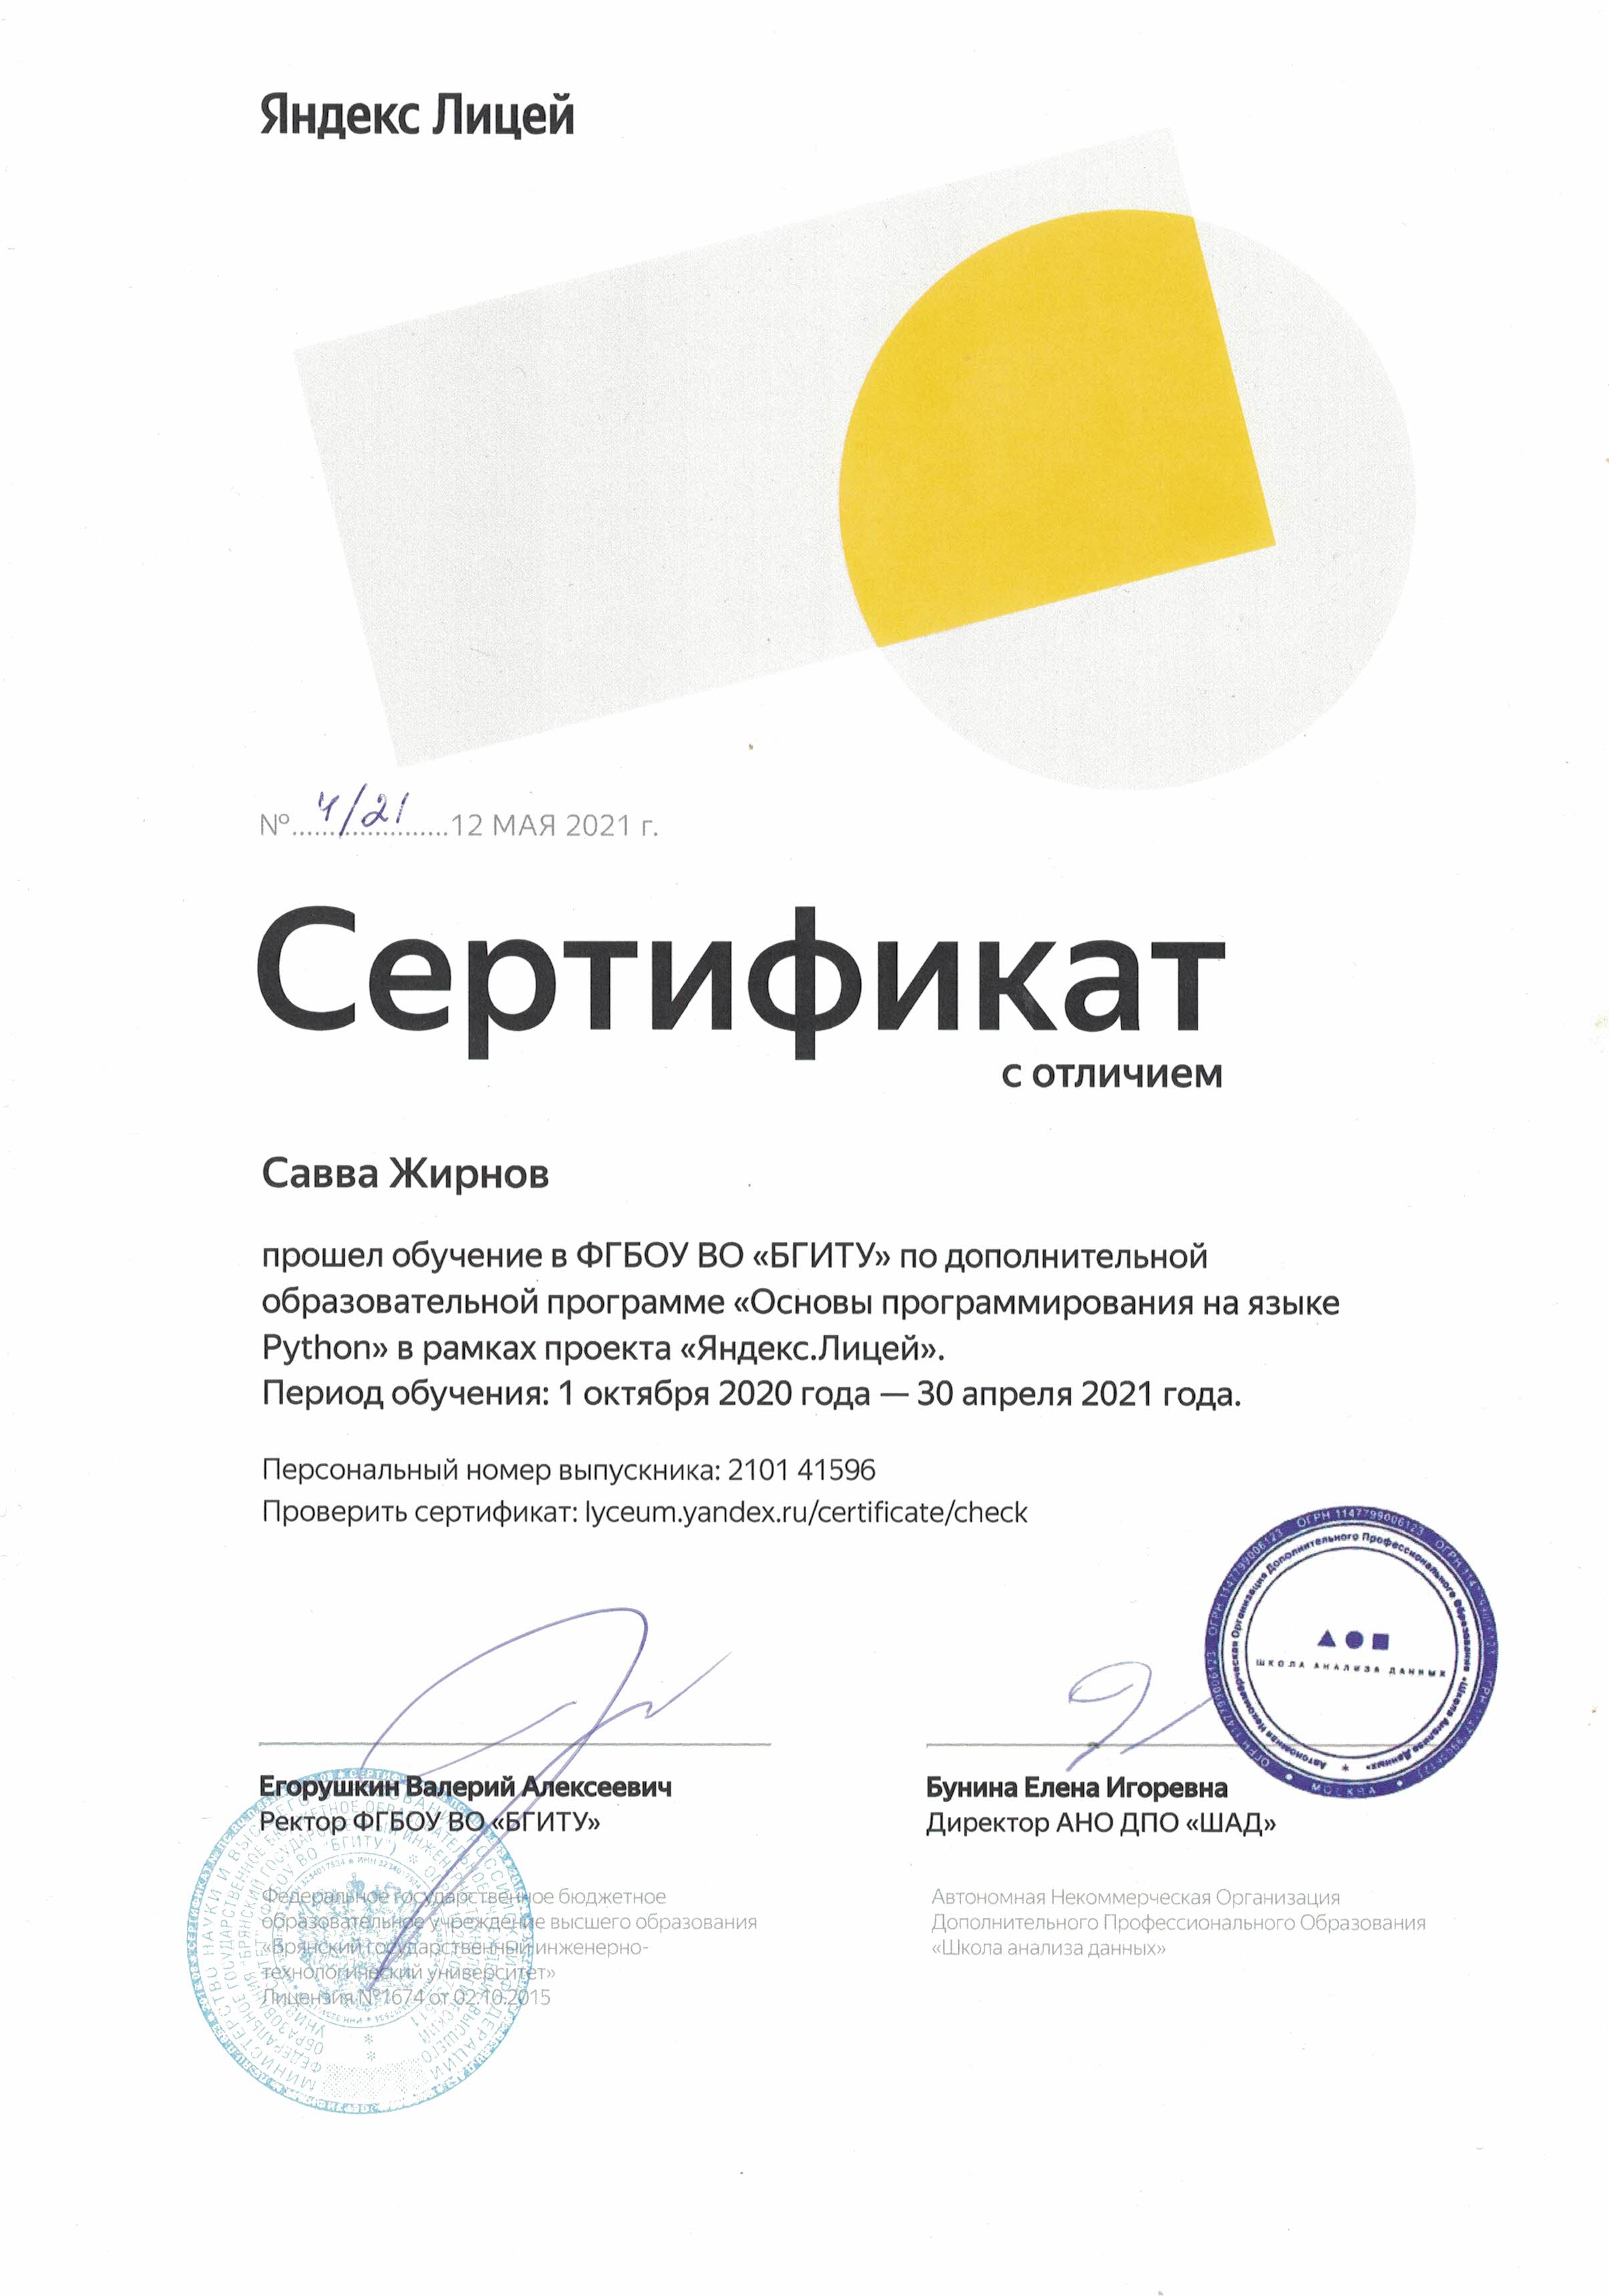 Яндекс Лицей
№ 4/21 12 МАЯ 2021 г.
Сертификат
с отличием
Савва Жирнов
прошел обучение в ФГБОУ ВО «БГИТУ» по дополнительной
образовательной программе «Основы программирования на языке
Python» в рамках проекта «Яндекс.Лицей».
Период обучения: 1 октября 2020 года — 30 апреля 2021 года.
Персональный номер выпускника: 2101 41596
Проверить сертификат: lyceum.yandex.ru/certificate/check
ОГРН 1147799006123
Автономная Некоммерческая Организация Дополнительного Профессионального Образования «Школа Анализа Данных»
ШКОЛА АНАЛИЗА ДАННЫХ
МОСКВА
Егорушкин Валерий Алексеевич
Ректор ФГБОУ ВО «БГИТУ»
Федеральное государственное бюджетное
образовательное учреждение высшего образования
«Брянский государственный инженерно-
технологический университет»
Лицензия №1674 от 02.10.2015
Бунина Елена Игоревна
Директор АНО ДПО «ШАД»
Автономная Некоммерческая Организация
Дополнительного Профессионального Образования
«Школа анализа данных»